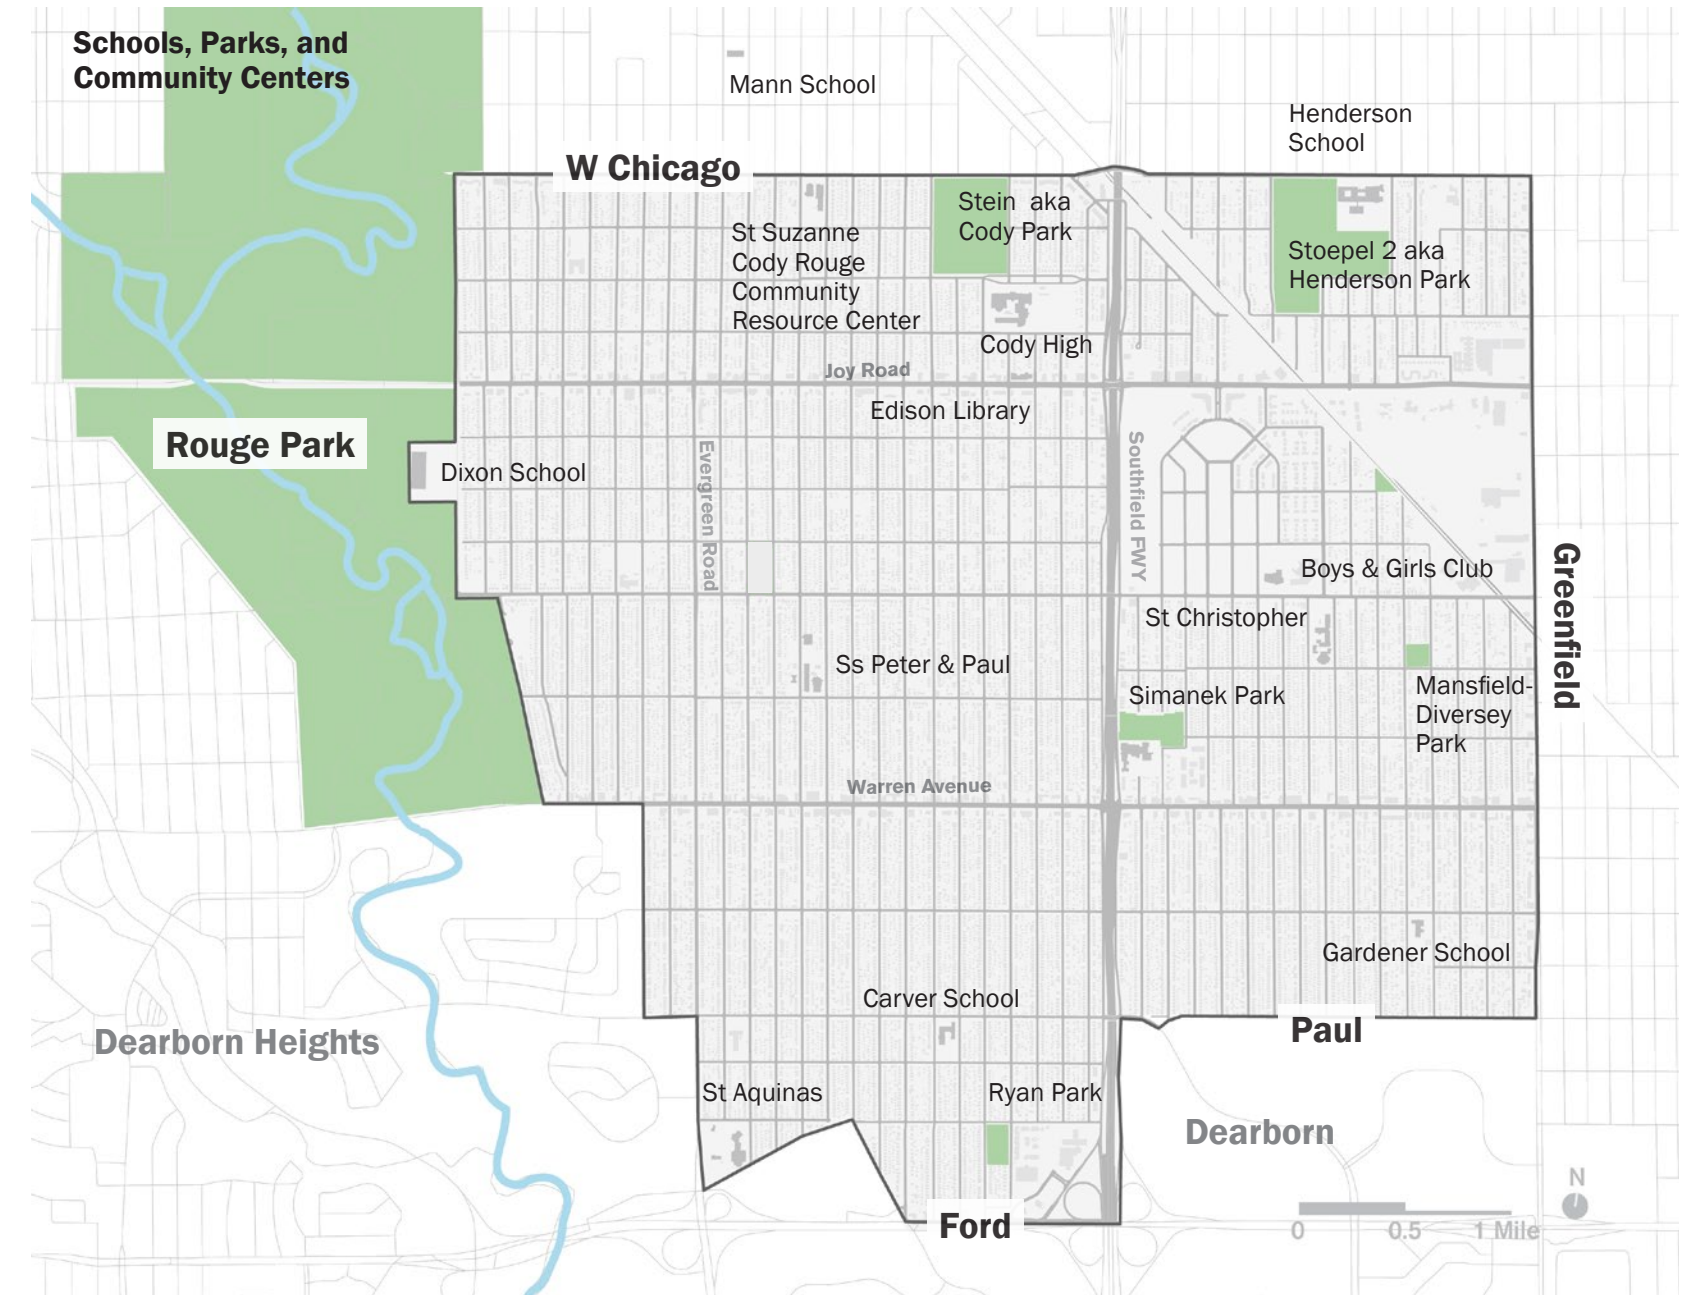 Schools, Parks, and
Community Centers
Mann School
Henderson
School
W Chicago
Stein aka
Cody Park
St Suzanne
Cody Rouge
Community
Resource Center
Stoepel 2 aka
Henderson Park
Cody High
Joy Road
Edison Library
Rouge Park
Dixon School
Evergreen Road
Southfield FWY
Boys & Girls Club
Greenfield
St Christopher
Ss Peter & Paul
Simanek Park
Mansfield-
Diversey
Park
Warren Avenue
Gardener School
Carver School
Paul
Dearborn Heights
St Aquinas
Ryan Park
Dearborn
N
Ford
0 0.5 1 Mile